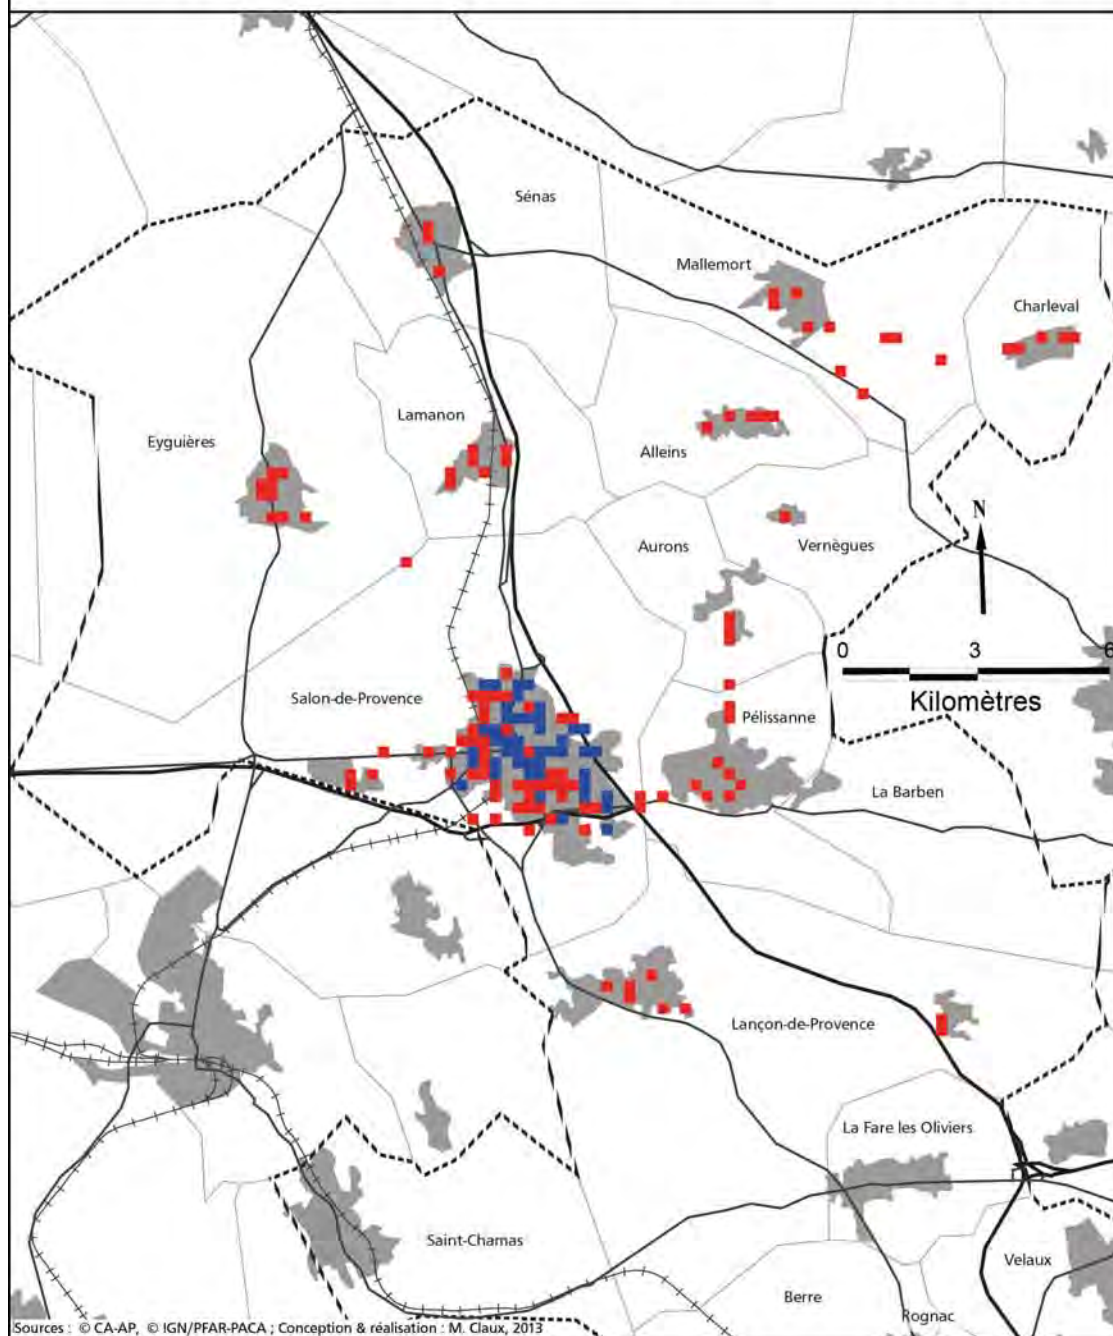 Sénas
Mallemort
Charleval
Lamanon
Eyguières
Alleins
N
Aurons
Vernègues
0 3 6
Kilomètres
Salon-de-Provence
Pélissanne
La Barben
Lançon-de-Provence
La Fare les Oliviers
Saint-Chamas
Velaux
Berre
Rognac
Sources : © CA-AP, © IGN/PFAR-PACA ; Conception & réalisation : M. Claux, 2013